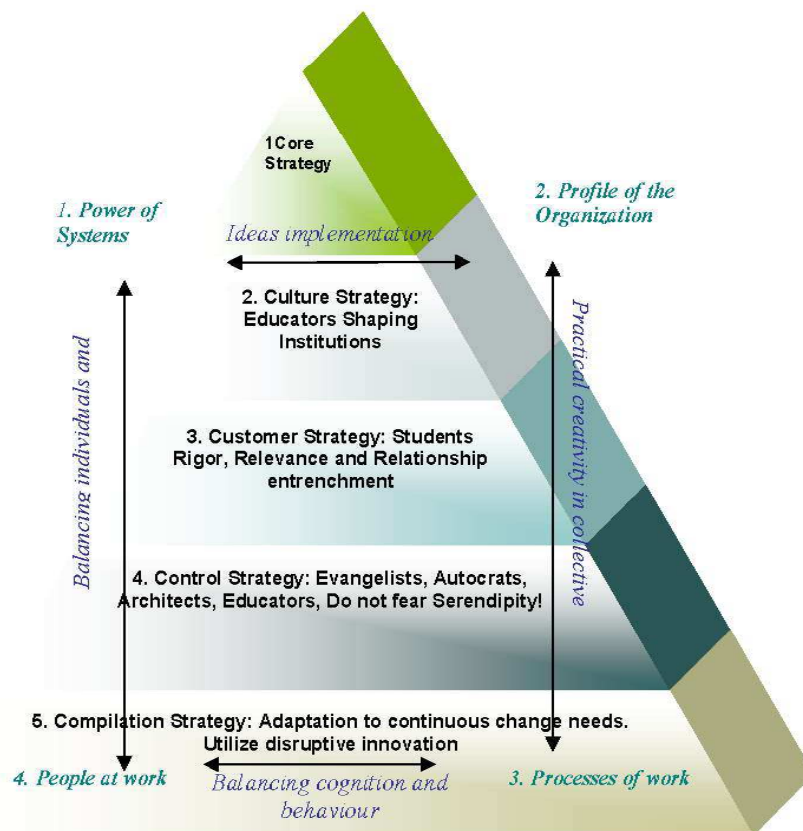 1Core
Strategy
1. Power of
Systems
2. Profile of the
Organization
Ideas implementation
2. Culture Strategy:
Educators Shaping
Institutions
Balancing individuals and
Practical creativity in collective
3. Customer Strategy: Students
Rigor, Relevance and Relationship
entrenchment
4. Control Strategy: Evangelists, Autocrats,
Architects, Educators, Do not fear Serendipity!
5. Compilation Strategy: Adaptation to continuous change needs.
Utilize disruptive innovation
4. People at work
Balancing cognition and
behaviour
3. Processes of work